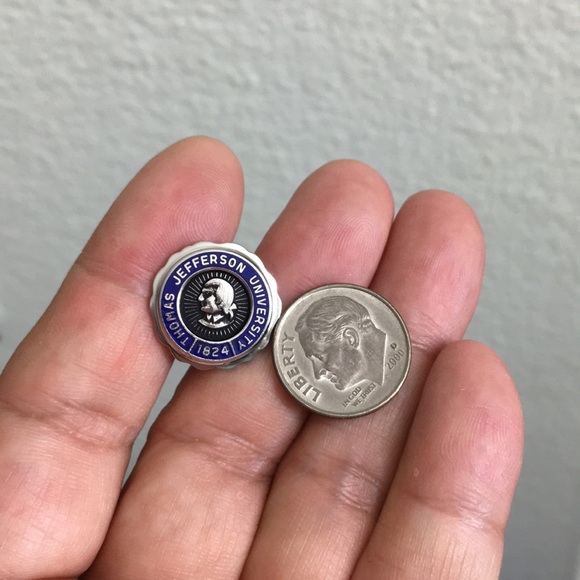 THOMAS JEFFERSON UNIVERSITY
1824
LIBERTY
IN GOD
WE TRUST
2000 D